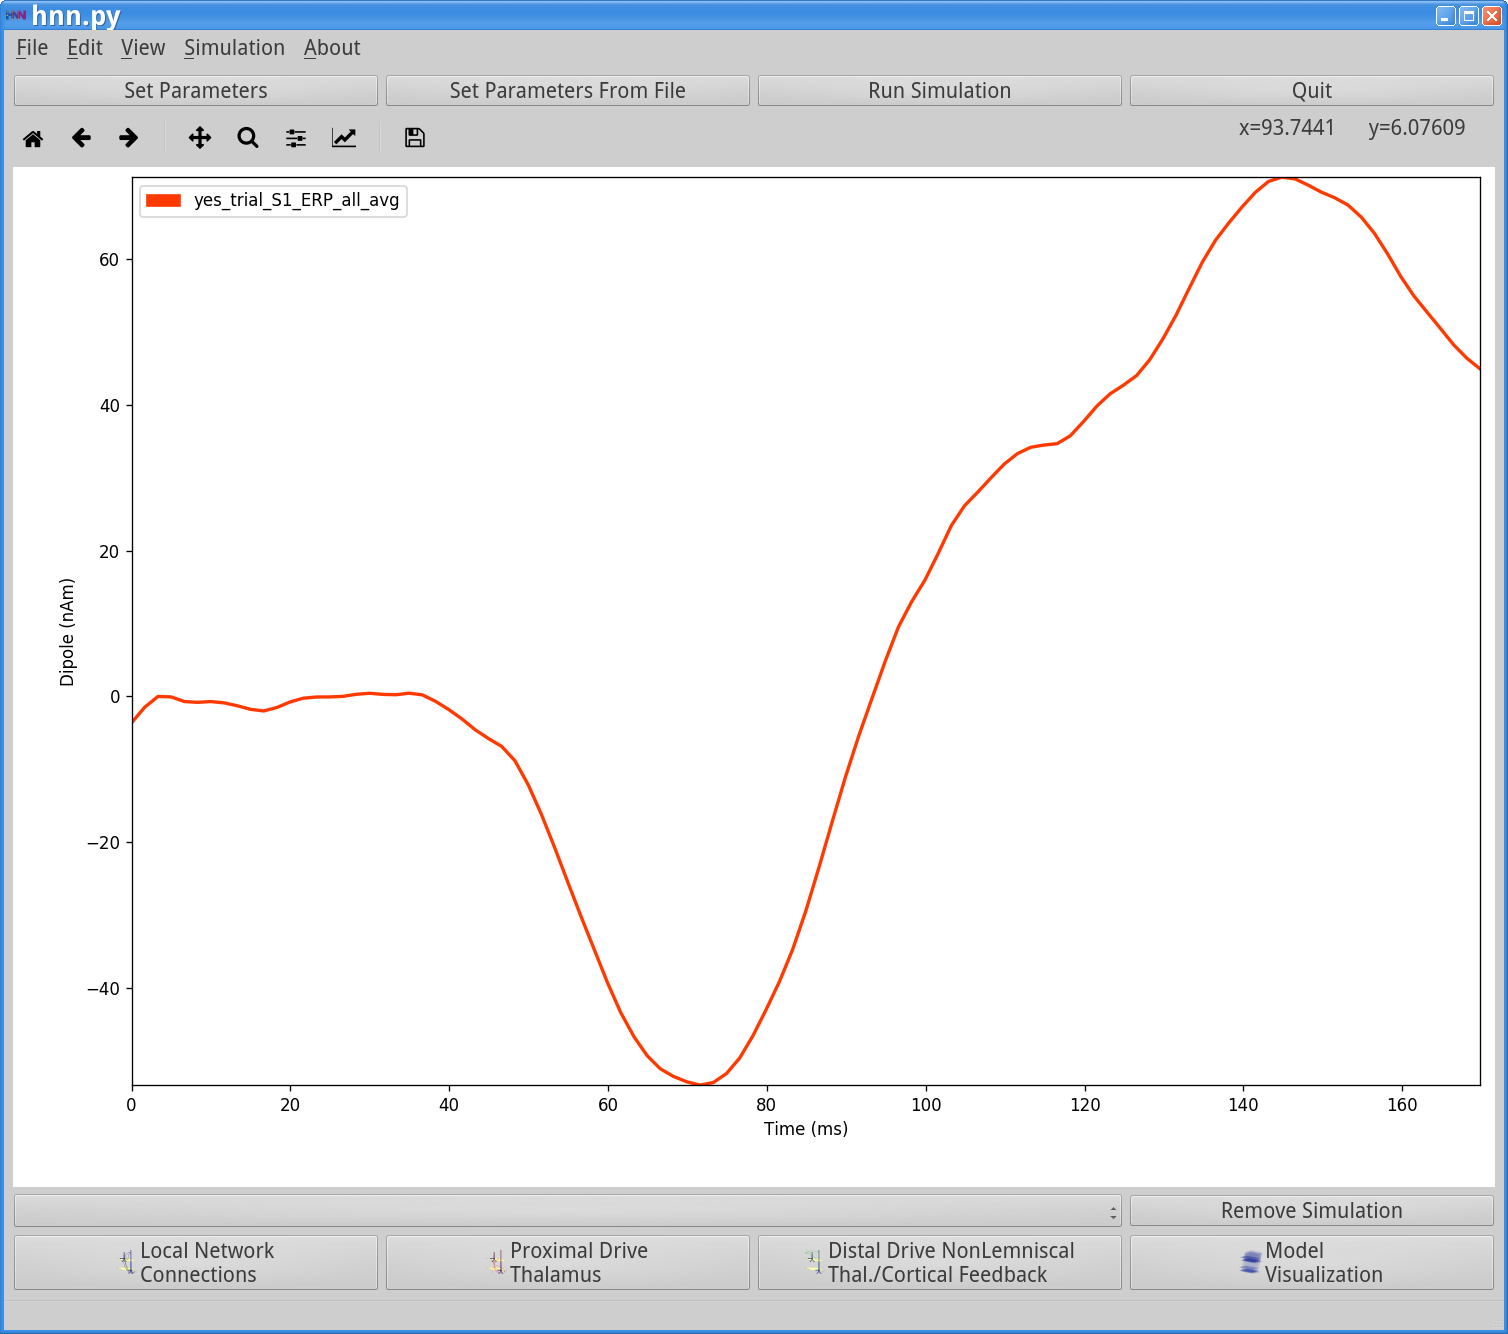 HNN hnn.py
File Edit View Simulation About
Set Parameters Set Parameters From File Run Simulation Quit
x=93.7441 y=6.07609
yes_trial_S1_ERP_all_avg
60
40
20
0
−20
−40
Dipole (nAm)
0 20 40 60 80 100 120 140 160
Time (ms)
Remove Simulation
Local Network
Connections
Proximal Drive
Thalamus
Distal Drive NonLemniscal
Thal./Cortical Feedback
Model
Visualization